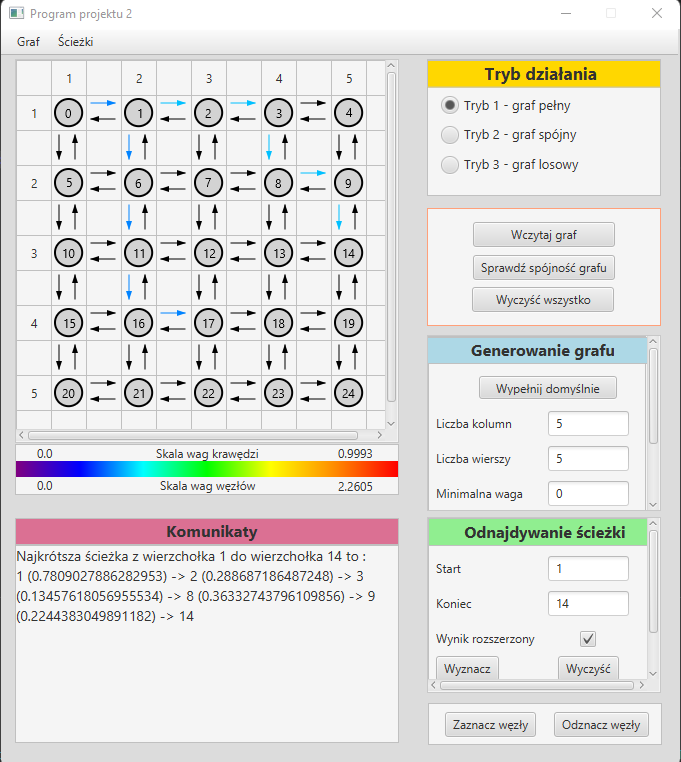 Program projektu 2
Graf Ścieżki
1 2 3 4 5
1 0 1 2 3 4
2 5 6 7 8 9
3 10 11 12 13 14
4 15 16 17 18 19
5 20 21 22 23 24
0.0 Skala wag krawędzi 0.9993
0.0 Skala wag węzłów 2.2605
Komunikaty
Najkrótsza ścieżka z wierzchołka 1 do wierzchołka 14 to :
1 (0.7809027886282953) -> 2 (0.288687186487248) -> 3
(0.13457618056955534) -> 8 (0.36332743796109856) -> 9
(0.2244383049891182) -> 14
Tryb działania
Tryb 1 - graf pełny
Tryb 2 - graf spójny
Tryb 3 - graf losowy
Wczytaj graf
Sprawdź spójność grafu
Wyczyść wszystko
Generowanie grafu
Wypełnij domyślnie
Liczba kolumn 5
Liczba wierszy 5
Minimalna waga 0
Odnajdywanie ścieżki
Start 1
Koniec 14
Wynik rozszerzony
Wyznacz Wyczyść
Zaznacz węzły Odznacz węzły